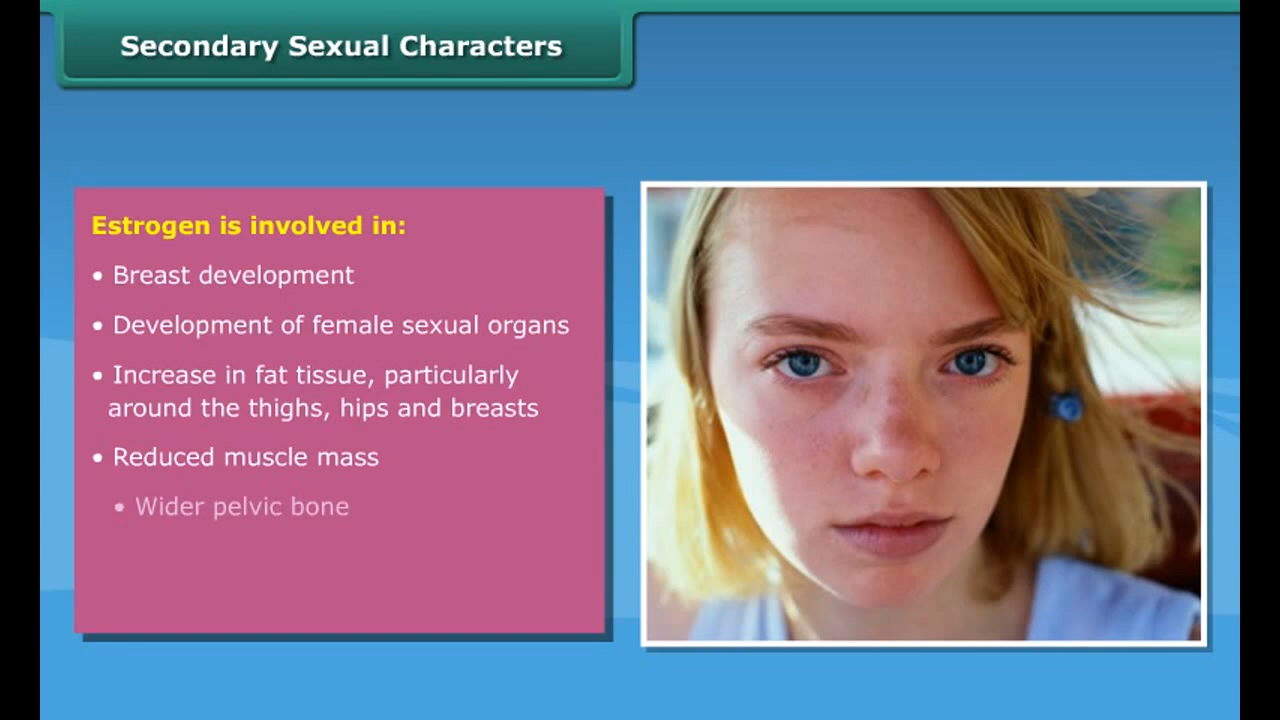 Secondary Sexual Characters
Estrogen is involved in:
• Breast development
• Development of female sexual organs
• Increase in fat tissue, particularly
around the thighs, hips and breasts
• Reduced muscle mass
• Wider pelvic bone